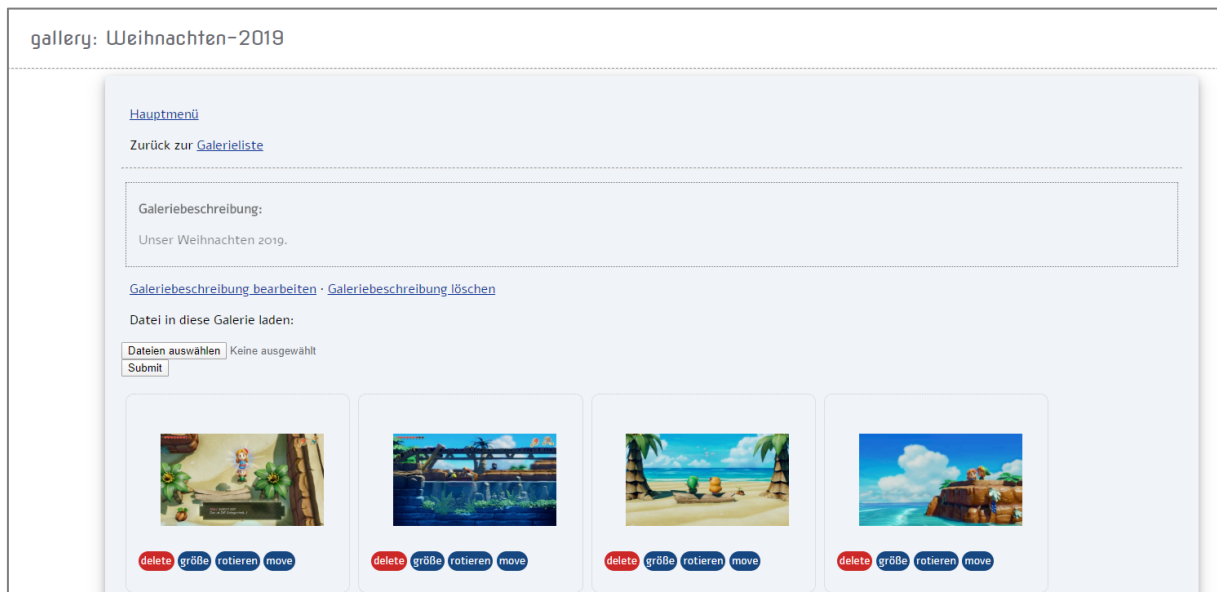 gallery: Weihnachten-2019
Hauptmenü
Zurück zur Galerieliste
Galeriebeschreibung:
Unser Weihnachten 2019.
Galeriebeschreibung bearbeiten · Galeriebeschreibung löschen
Datei in diese Galerie laden:
Dateien auswählen Keine ausgewählt
Submit
delete größe rotieren move delete größe rotieren move delete größe rotieren move delete größe rotieren move